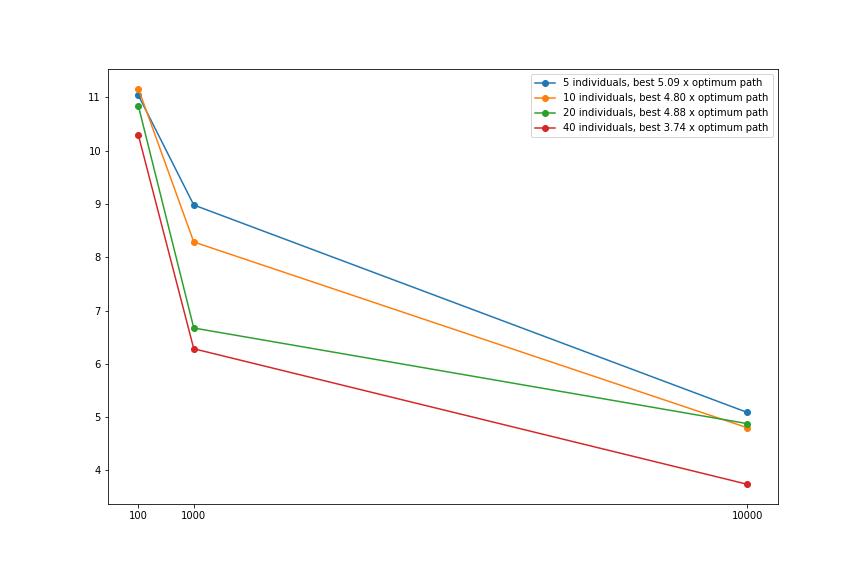 5 individuals, best 5.09 x optimum path
10 individuals, best 4.80 x optimum path
20 individuals, best 4.88 x optimum path
40 individuals, best 3.74 x optimum path
11
10
9
8
7
6
5
4
100 1000 10000